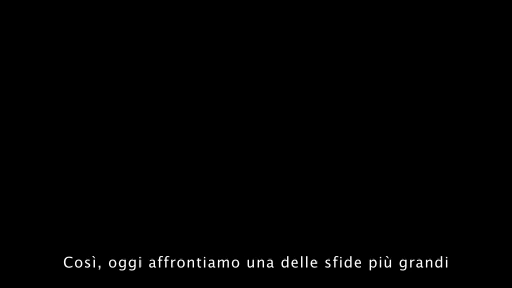 Così, oggi affrontiamo una delle sfide più grandi